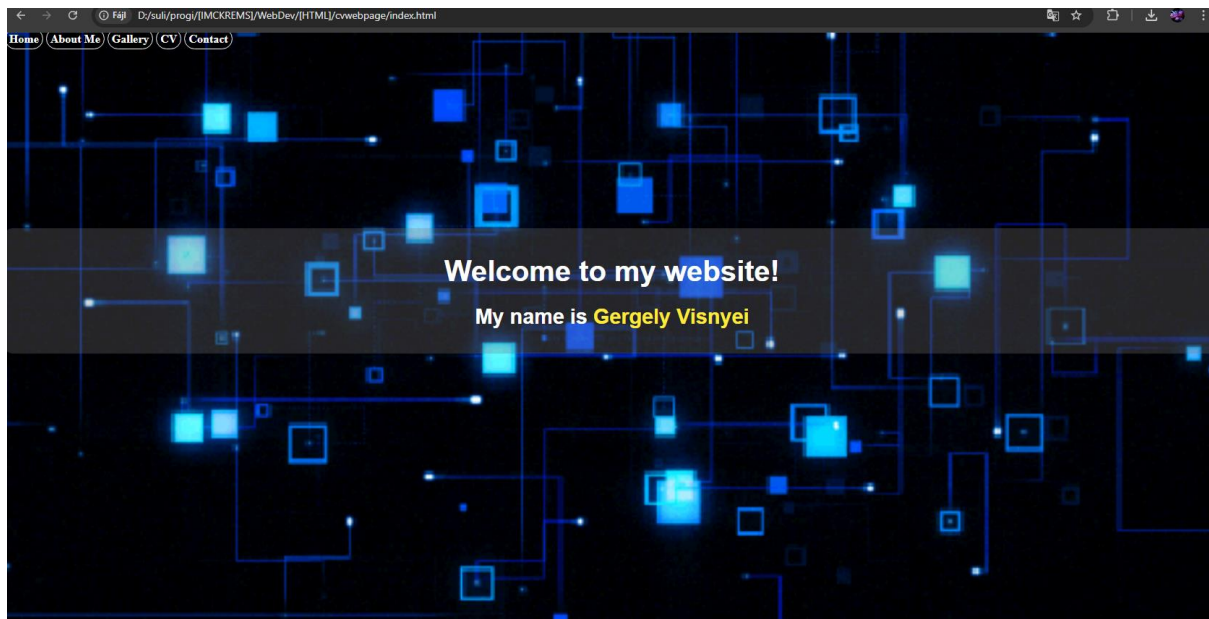 Fájl D:/suli/progi/[IMCKREMS]/WebDev/[HTML]/cvwebpage/index.html
Home About Me Gallery CV Contact
Welcome to my website!
My name is Gergely Visnyei